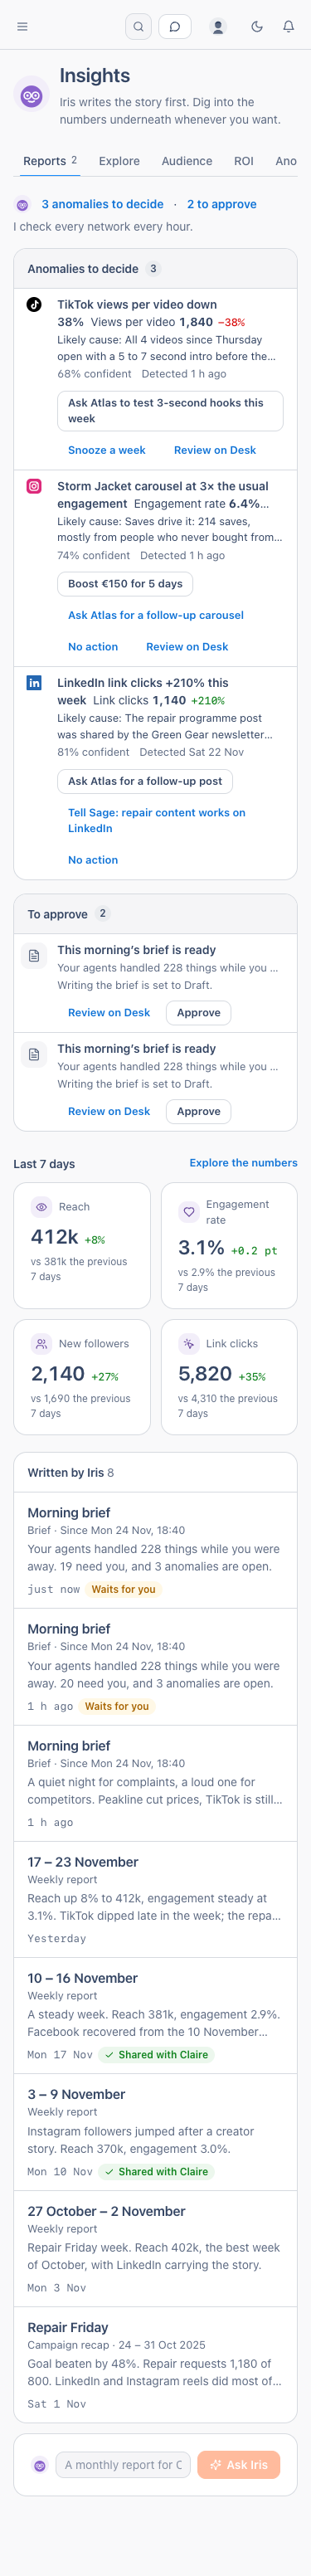 Insights
Iris writes the story first. Dig into the
numbers underneath whenever you want.
Reports 2 Explore Audience ROI Ano
3 anomalies to decide · 2 to approve
I check every network every hour.
Anomalies to decide 3
TikTok views per video down
38% Views per video 1,840 −38%
Likely cause: All 4 videos since Thursday
open with a 5 to 7 second intro before the…
68% confident Detected 1 h ago
Ask Atlas to test 3-second hooks this
week
Snooze a week Review on Desk
Storm Jacket carousel at 3× the usual
engagement Engagement rate 6.4%…
Likely cause: Saves drive it: 214 saves,
mostly from people who never bought from…
74% confident Detected 1 h ago
Boost €150 for 5 days
Ask Atlas for a follow-up carousel
No action Review on Desk
LinkedIn link clicks +210% this
week Link clicks 1,140 +210%
Likely cause: The repair programme post
was shared by the Green Gear newsletter…
81% confident Detected Sat 22 Nov
Ask Atlas for a follow-up post
Tell Sage: repair content works on
LinkedIn
No action
To approve 2
This morning’s brief is ready
Your agents handled 228 things while you …
Writing the brief is set to Draft.
Review on Desk Approve
This morning’s brief is ready
Your agents handled 228 things while you …
Writing the brief is set to Draft.
Review on Desk Approve
Last 7 days Explore the numbers
Reach
412k +8%
vs 381k the previous
7 days
Engagement
rate
3.1% +0.2 pt
vs 2.9% the previous
7 days
New followers
2,140 +27%
vs 1,690 the previous
7 days
Link clicks
5,820 +35%
vs 4,310 the previous
7 days
Written by Iris 8
Morning brief
Brief · Since Mon 24 Nov, 18:40
Your agents handled 228 things while you were
away. 19 need you, and 3 anomalies are open.
just now Waits for you
Morning brief
Brief · Since Mon 24 Nov, 18:40
Your agents handled 228 things while you were
away. 20 need you, and 3 anomalies are open.
1 h ago Waits for you
Morning brief
Brief · Since Mon 24 Nov, 18:40
A quiet night for complaints, a loud one for
competitors. Peakline cut prices, TikTok is still…
1 h ago
17 – 23 November
Weekly report
Reach up 8% to 412k, engagement steady at
3.1%. TikTok dipped late in the week; the repa…
Yesterday
10 – 16 November
Weekly report
A steady week. Reach 381k, engagement 2.9%.
Facebook recovered from the 10 November…
Mon 17 Nov Shared with Claire
3 – 9 November
Weekly report
Instagram followers jumped after a creator
story. Reach 370k, engagement 3.0%.
Mon 10 Nov Shared with Claire
27 October – 2 November
Weekly report
Repair Friday week. Reach 402k, the best week
of October, with LinkedIn carrying the story.
Mon 3 Nov
Repair Friday
Campaign recap · 24 – 31 Oct 2025
Goal beaten by 48%. Repair requests 1,180 of
800. LinkedIn and Instagram reels did most of…
Sat 1 Nov
A monthly report for C Ask Iris